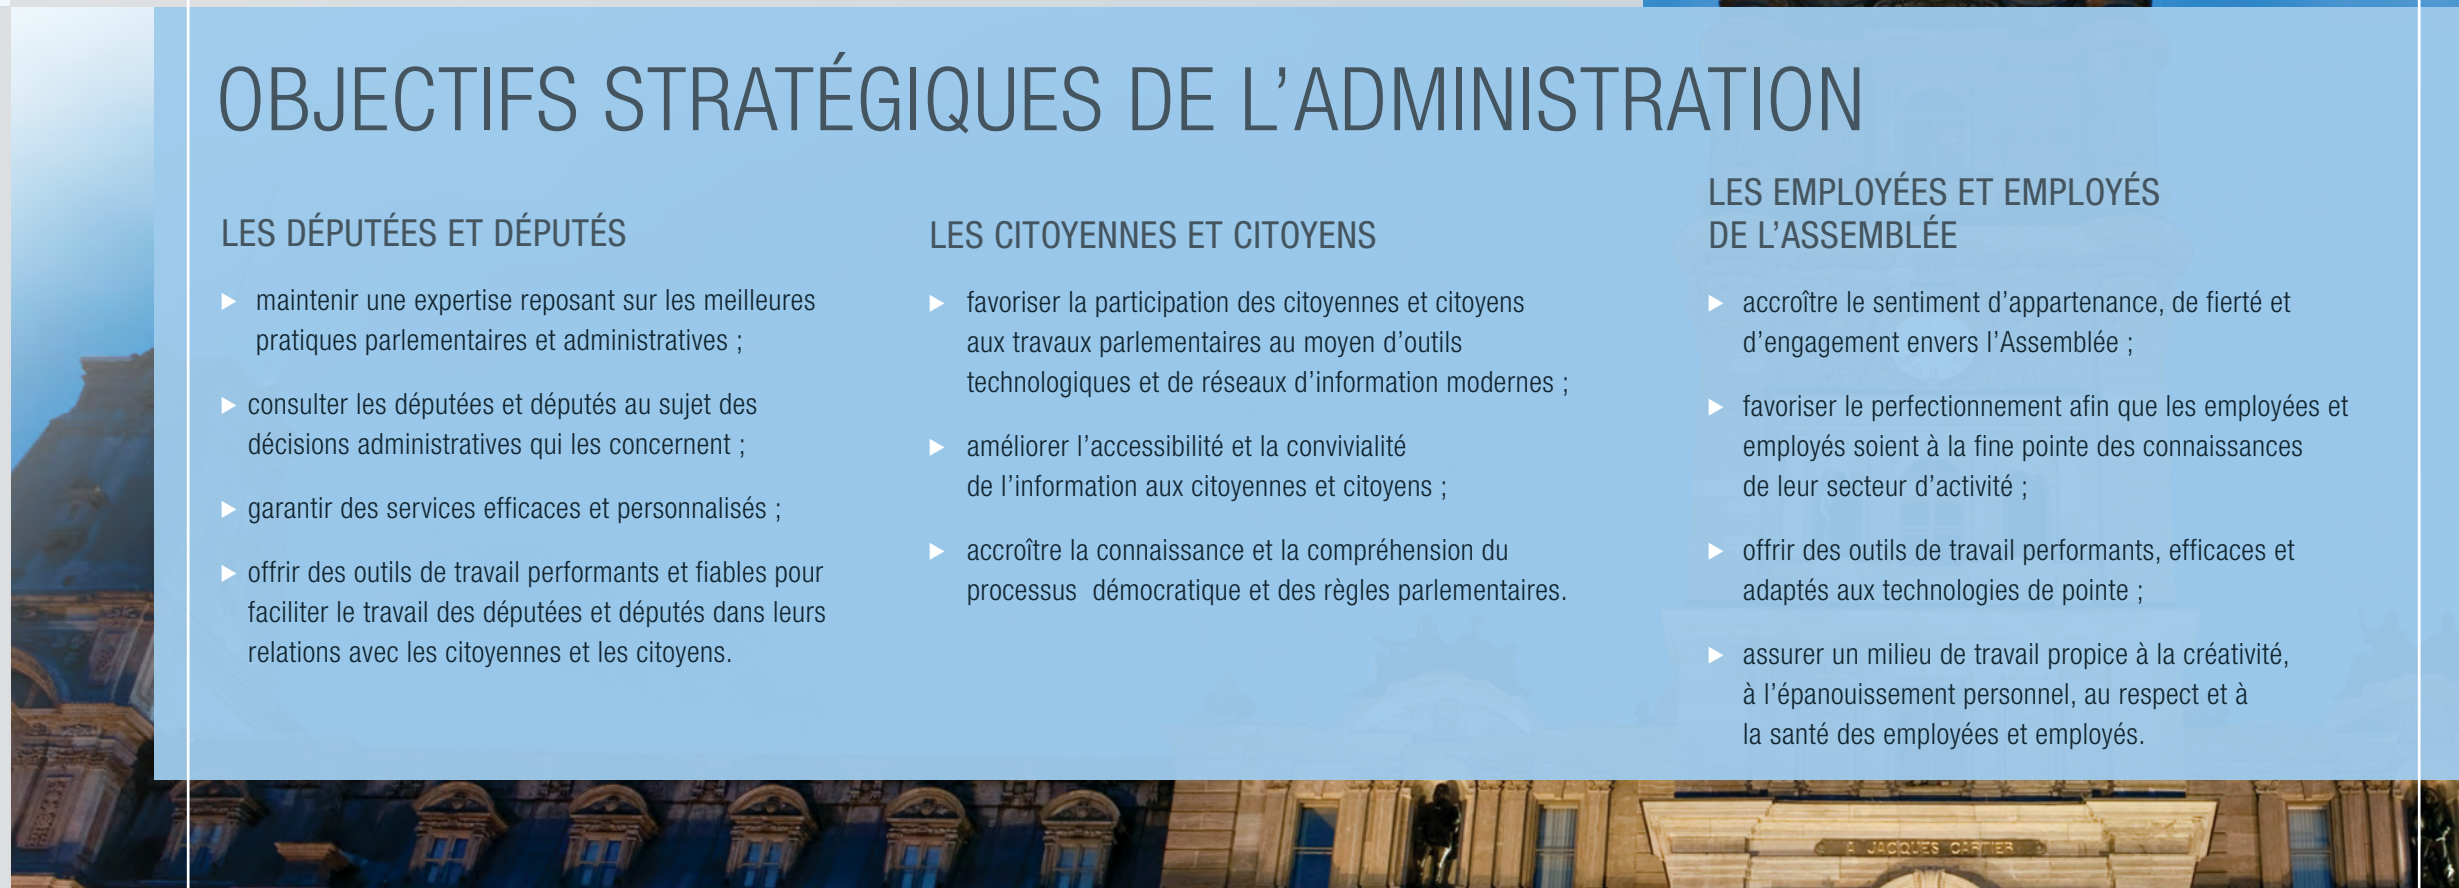 OBJECTIFS STRATÉGIQUES DE L’ADMINISTRATION
LES DÉPUTÉES ET DÉPUTÉS
► maintenir une expertise reposant sur les meilleures
pratiques parlementaires et administratives ;
► consulter les députées et députés au sujet des
décisions administratives qui les concernent ;
► garantir des services efficaces et personnalisés ;
► offrir des outils de travail performants et fiables pour
faciliter le travail des députées et députés dans leurs
relations avec les citoyennes et les citoyens.
LES CITOYENNES ET CITOYENS
► favoriser la participation des citoyennes et citoyens
aux travaux parlementaires au moyen d’outils
technologiques et de réseaux d’information modernes ;
► améliorer l’accessibilité et la convivialité
de l’information aux citoyennes et citoyens ;
► accroître la connaissance et la compréhension du
processus  démocratique et des règles parlementaires.
LES EMPLOYÉES ET EMPLOYÉS
DE L’ASSEMBLÉE
► accroître le sentiment d’appartenance, de fierté et
d’engagement envers l’Assemblée ;
► favoriser le perfectionnement afin que les employées et
employés soient à la fine pointe des connaissances
de leur secteur d’activité ;
► offrir des outils de travail performants, efficaces et
adaptés aux technologies de pointe ;
► assurer un milieu de travail propice à la créativité,
à l’épanouissement personnel, au respect et à
la santé des employées et employés.
A JACQUES CARTIER